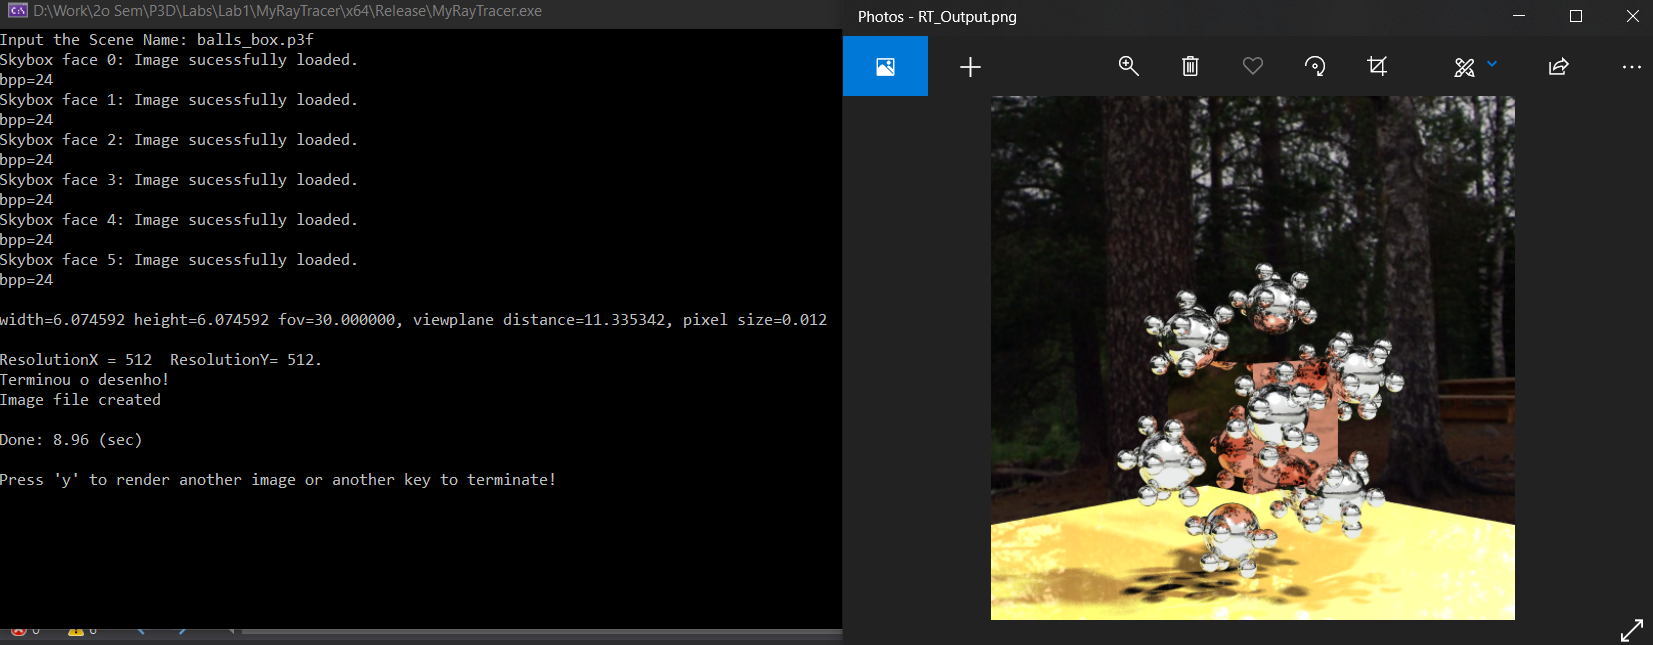 D:\Work\2o Sem\P3D\Labs\Lab1\MyRayTracer\x64\Release\MyRayTracer.exe
Input the Scene Name: balls_box.p3f
Skybox face 0: Image sucessfully loaded.
bpp=24
Skybox face 1: Image sucessfully loaded.
bpp=24
Skybox face 2: Image sucessfully loaded.
bpp=24
Skybox face 3: Image sucessfully loaded.
bpp=24
Skybox face 4: Image sucessfully loaded.
bpp=24
Skybox face 5: Image sucessfully loaded.
bpp=24
width=6.074592 height=6.074592 fov=30.000000, viewplane distance=11.335342, pixel size=0.012
ResolutionX = 512  ResolutionY= 512.
Terminou o desenho!
Image file created
Done: 8.96 (sec)
Press 'y' to render another image or another key to terminate!
Photos - RT_Output.png